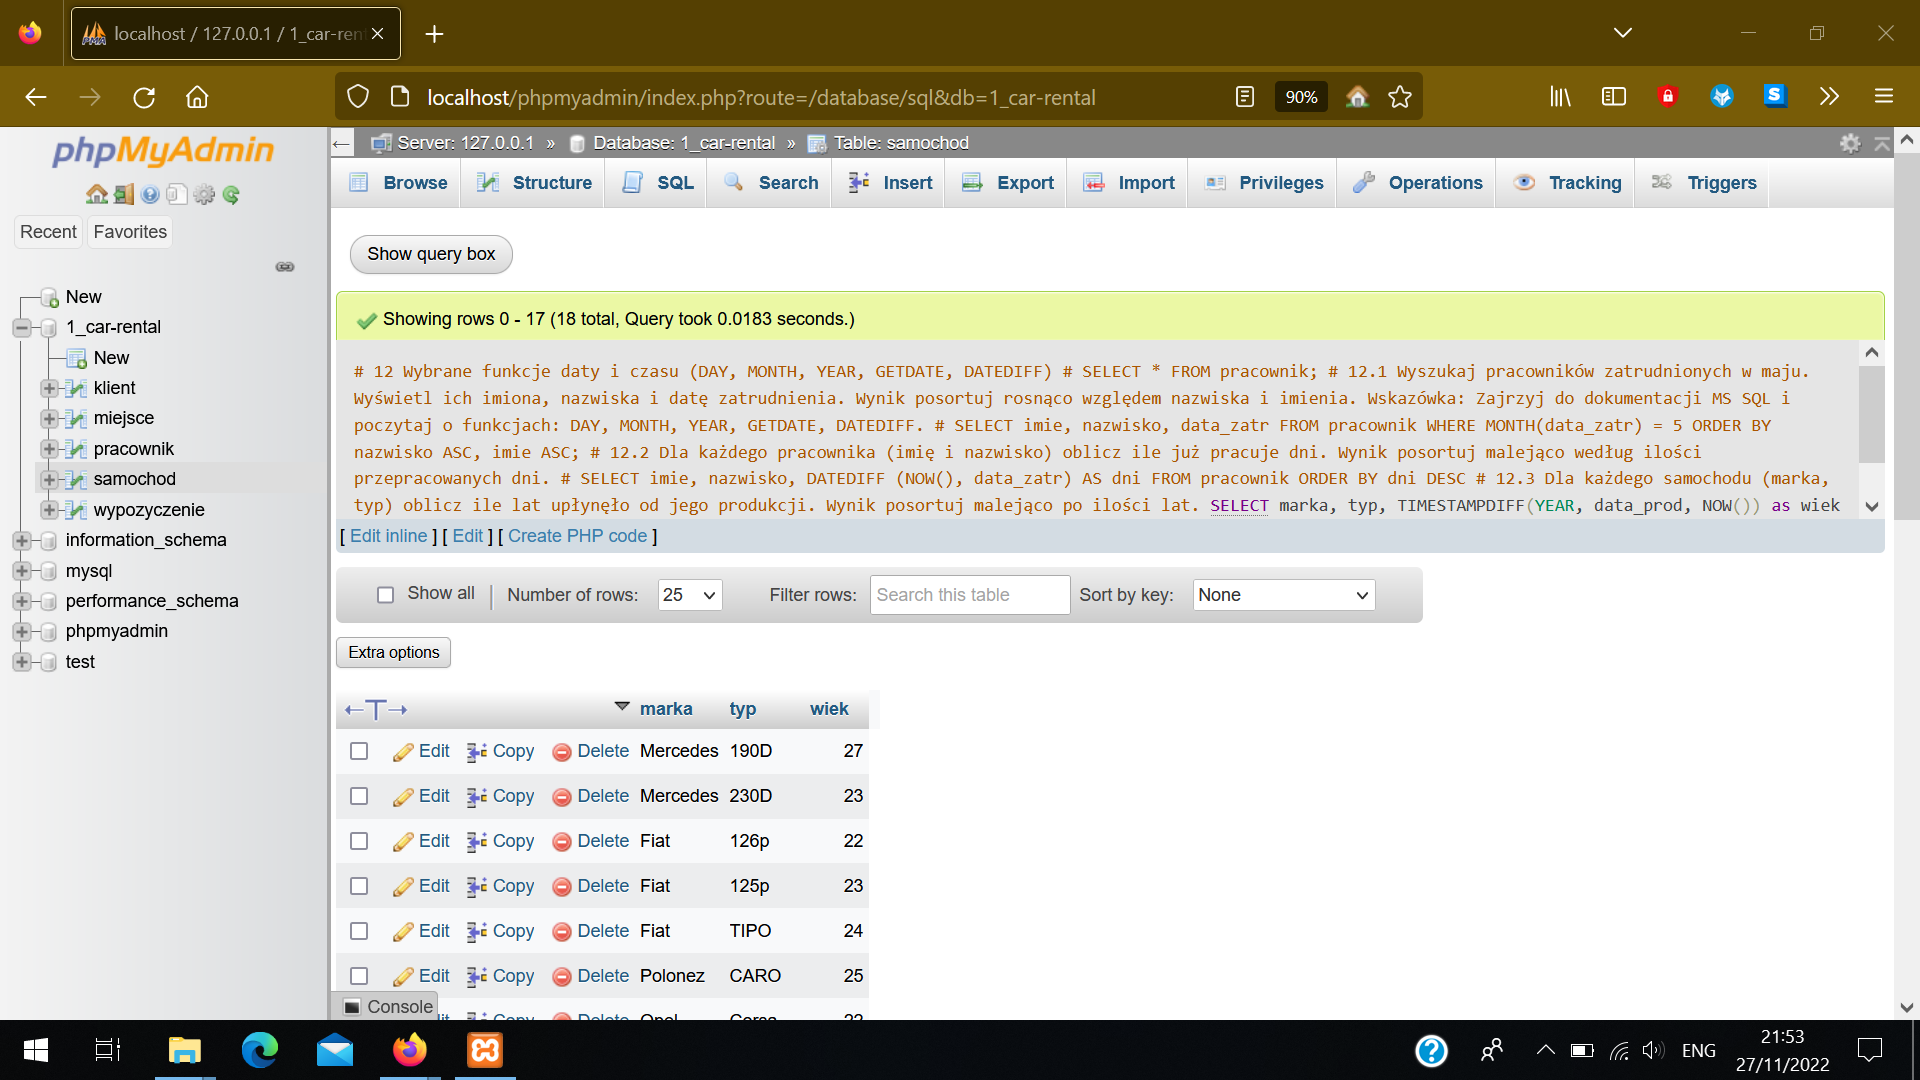 localhost / 127.0.0.1 / 1_car-ren
localhost/phpmyadmin/index.php?route=/database/sql&db=1_car-rental
90%
phpMyAdmin
Recent
Favorites
New
1_car-rental
New
klient
miejsce
pracownik
samochod
wypozyczenie
information_schema
mysql
performance_schema
phpmyadmin
test
Server: 127.0.0.1 » Database: 1_car-rental » Table: samochod
Browse
Structure
SQL
Search
Insert
Export
Import
Privileges
Operations
Tracking
Triggers
Show query box
Showing rows 0 - 17 (18 total, Query took 0.0183 seconds.)
# 12 Wybrane funkcje daty i czasu (DAY, MONTH, YEAR, GETDATE, DATEDIFF) # SELECT * FROM pracownik; # 12.1 Wyszukaj pracowników zatrudnionych w maju.
Wyświetl ich imiona, nazwiska i datę zatrudnienia. Wynik posortuj rosnąco względem nazwiska i imienia. Wskazówka: Zajrzyj do dokumentacji MS SQL i
poczytaj o funkcjach: DAY, MONTH, YEAR, GETDATE, DATEDIFF. # SELECT imie, nazwisko, data_zatr FROM pracownik WHERE MONTH(data_zatr) = 5 ORDER BY
nazwisko ASC, imie ASC; # 12.2 Dla każdego pracownika (imię i nazwisko) oblicz ile już pracuje dni. Wynik posortuj malejąco według ilości
przepracowanych dni. # SELECT imie, nazwisko, DATEDIFF (NOW(), data_zatr) AS dni FROM pracownik ORDER BY dni DESC # 12.3 Dla każdego samochodu (marka,
typ) oblicz ile lat upłynęło od jego produkcji. Wynik posortuj malejąco po ilości lat. SELECT marka, typ, TIMESTAMPDIFF(YEAR, data_prod, NOW()) as wiek
[ Edit inline ] [ Edit ] [ Create PHP code ]
Show all
Number of rows: 25
Filter rows: Search this table
Sort by key: None
Extra options
marka typ wiek
Edit Copy Delete Mercedes 190D 27
Edit Copy Delete Mercedes 230D 23
Edit Copy Delete Fiat 126p 22
Edit Copy Delete Fiat 125p 23
Edit Copy Delete Fiat TIPO 24
Edit Copy Delete Polonez CARO 25
Console
Copy Delete Opel Corsa 22
S
ENG
21:53
27/11/2022